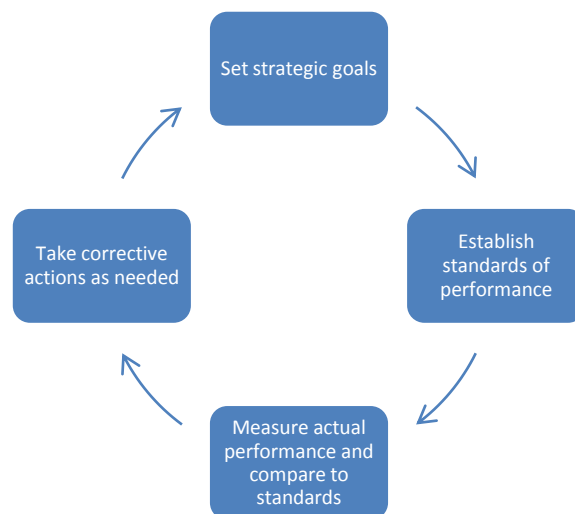 Set strategic goals
Establish
standards of
performance
Measure actual
performance and
compare to
standards
Take corrective
actions as needed